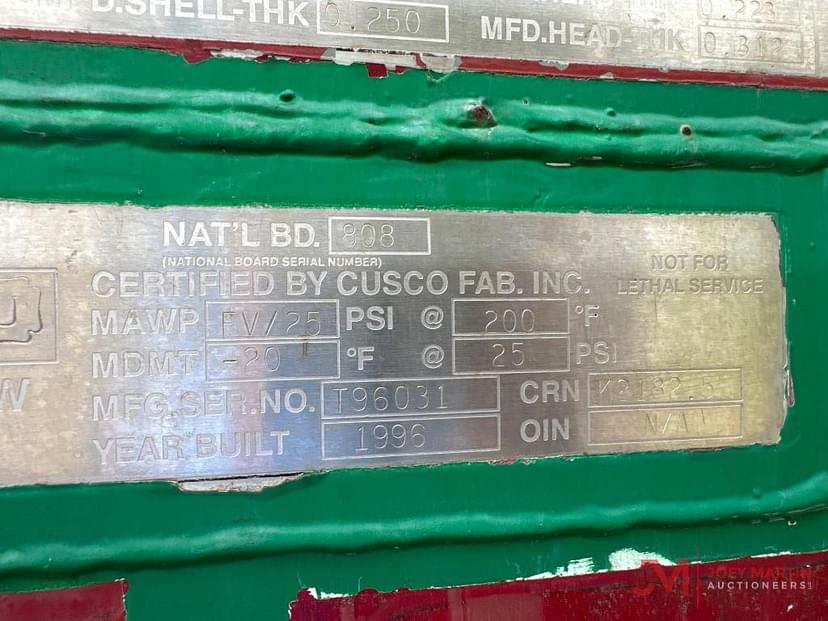 D.SHELL-THK 0.250
MFD.HEAD-THK 0.312
NAT'L BD. 808
(NATIONAL BOARD SERIAL NUMBER)
CERTIFIED BY CUSCO FAB. INC.
NOT FOR
LETHAL SERVICE
MAWP FV/25 PSI @ 200 °F
MDMT -20 °F @ 25 PSI
MFG.SER.NO. T96031 CRN
YEAR BUILT 1996 OIN N/A
W
JM JOEY MARTIN
AUCTIONEERS